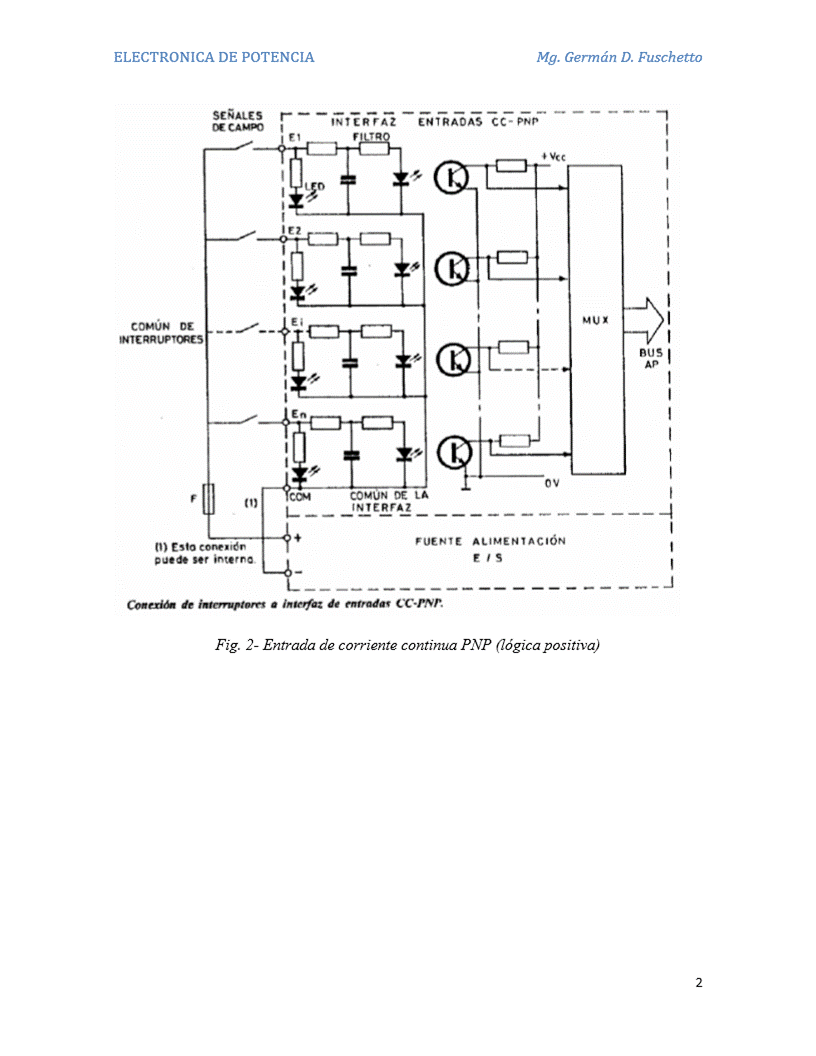 ELECTRONICA DE POTENCIA Mg. Germán D. Fuschetto
SEÑALES
DE CAMPO
INTERFAZ ENTRADAS CC-PNP
E1
FILTRO
+Vcc
LED
E2
COMÚN DE
INTERRUPTORES
Ei
MUX
BUS
AP
En
F
(1)
COM
COMÚN DE LA
INTERFAZ
0V
(1) Esta conexión
puede ser interna.
+
FUENTE ALIMENTACIÓN
E / S
-
Conexión de interruptores a interfaz de entradas CC-PNP.
Fig. 2- Entrada de corriente continua PNP (lógica positiva)
2